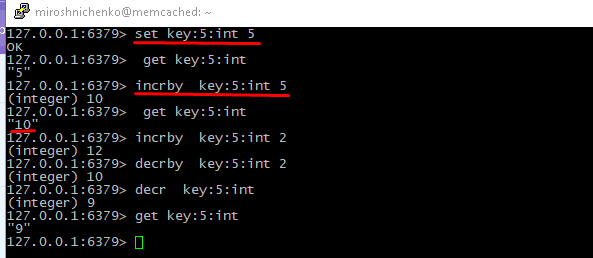 miroshnichenko@memcached: ~
127.0.0.1:6379> set key:5:int 5
OK
127.0.0.1:6379>  get key:5:int
"5"
127.0.0.1:6379> incrby  key:5:int 5
(integer) 10
127.0.0.1:6379>  get key:5:int
"10"
127.0.0.1:6379> incrby  key:5:int 2
(integer) 12
127.0.0.1:6379> decrby  key:5:int 2
(integer) 10
127.0.0.1:6379> decr  key:5:int
(integer) 9
127.0.0.1:6379> get key:5:int
"9"
127.0.0.1:6379>